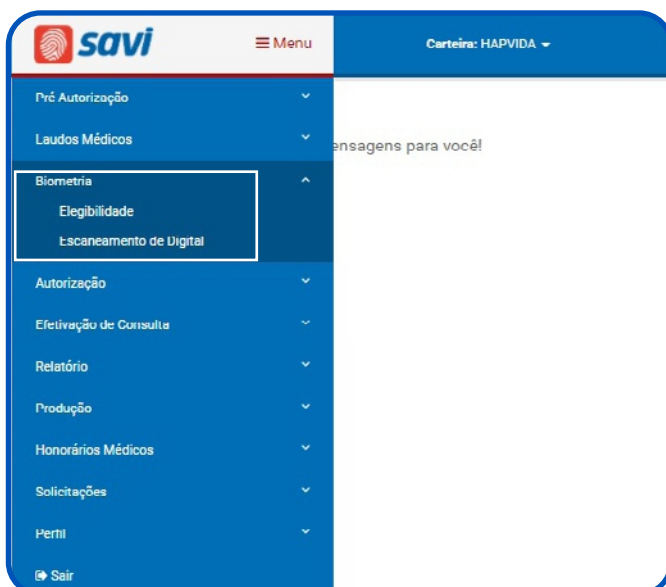 savi
Menu
Carteira: HAPVIDA
Pré Autorização
Laudos Médicos
ensagens para você!
Biometria
Elegibilidade
Escaneamento de Digital
Autorização
Efetivação de Consulta
Relatório
Produção
Honorários Médicos
Solicitações
Perfil
Sair